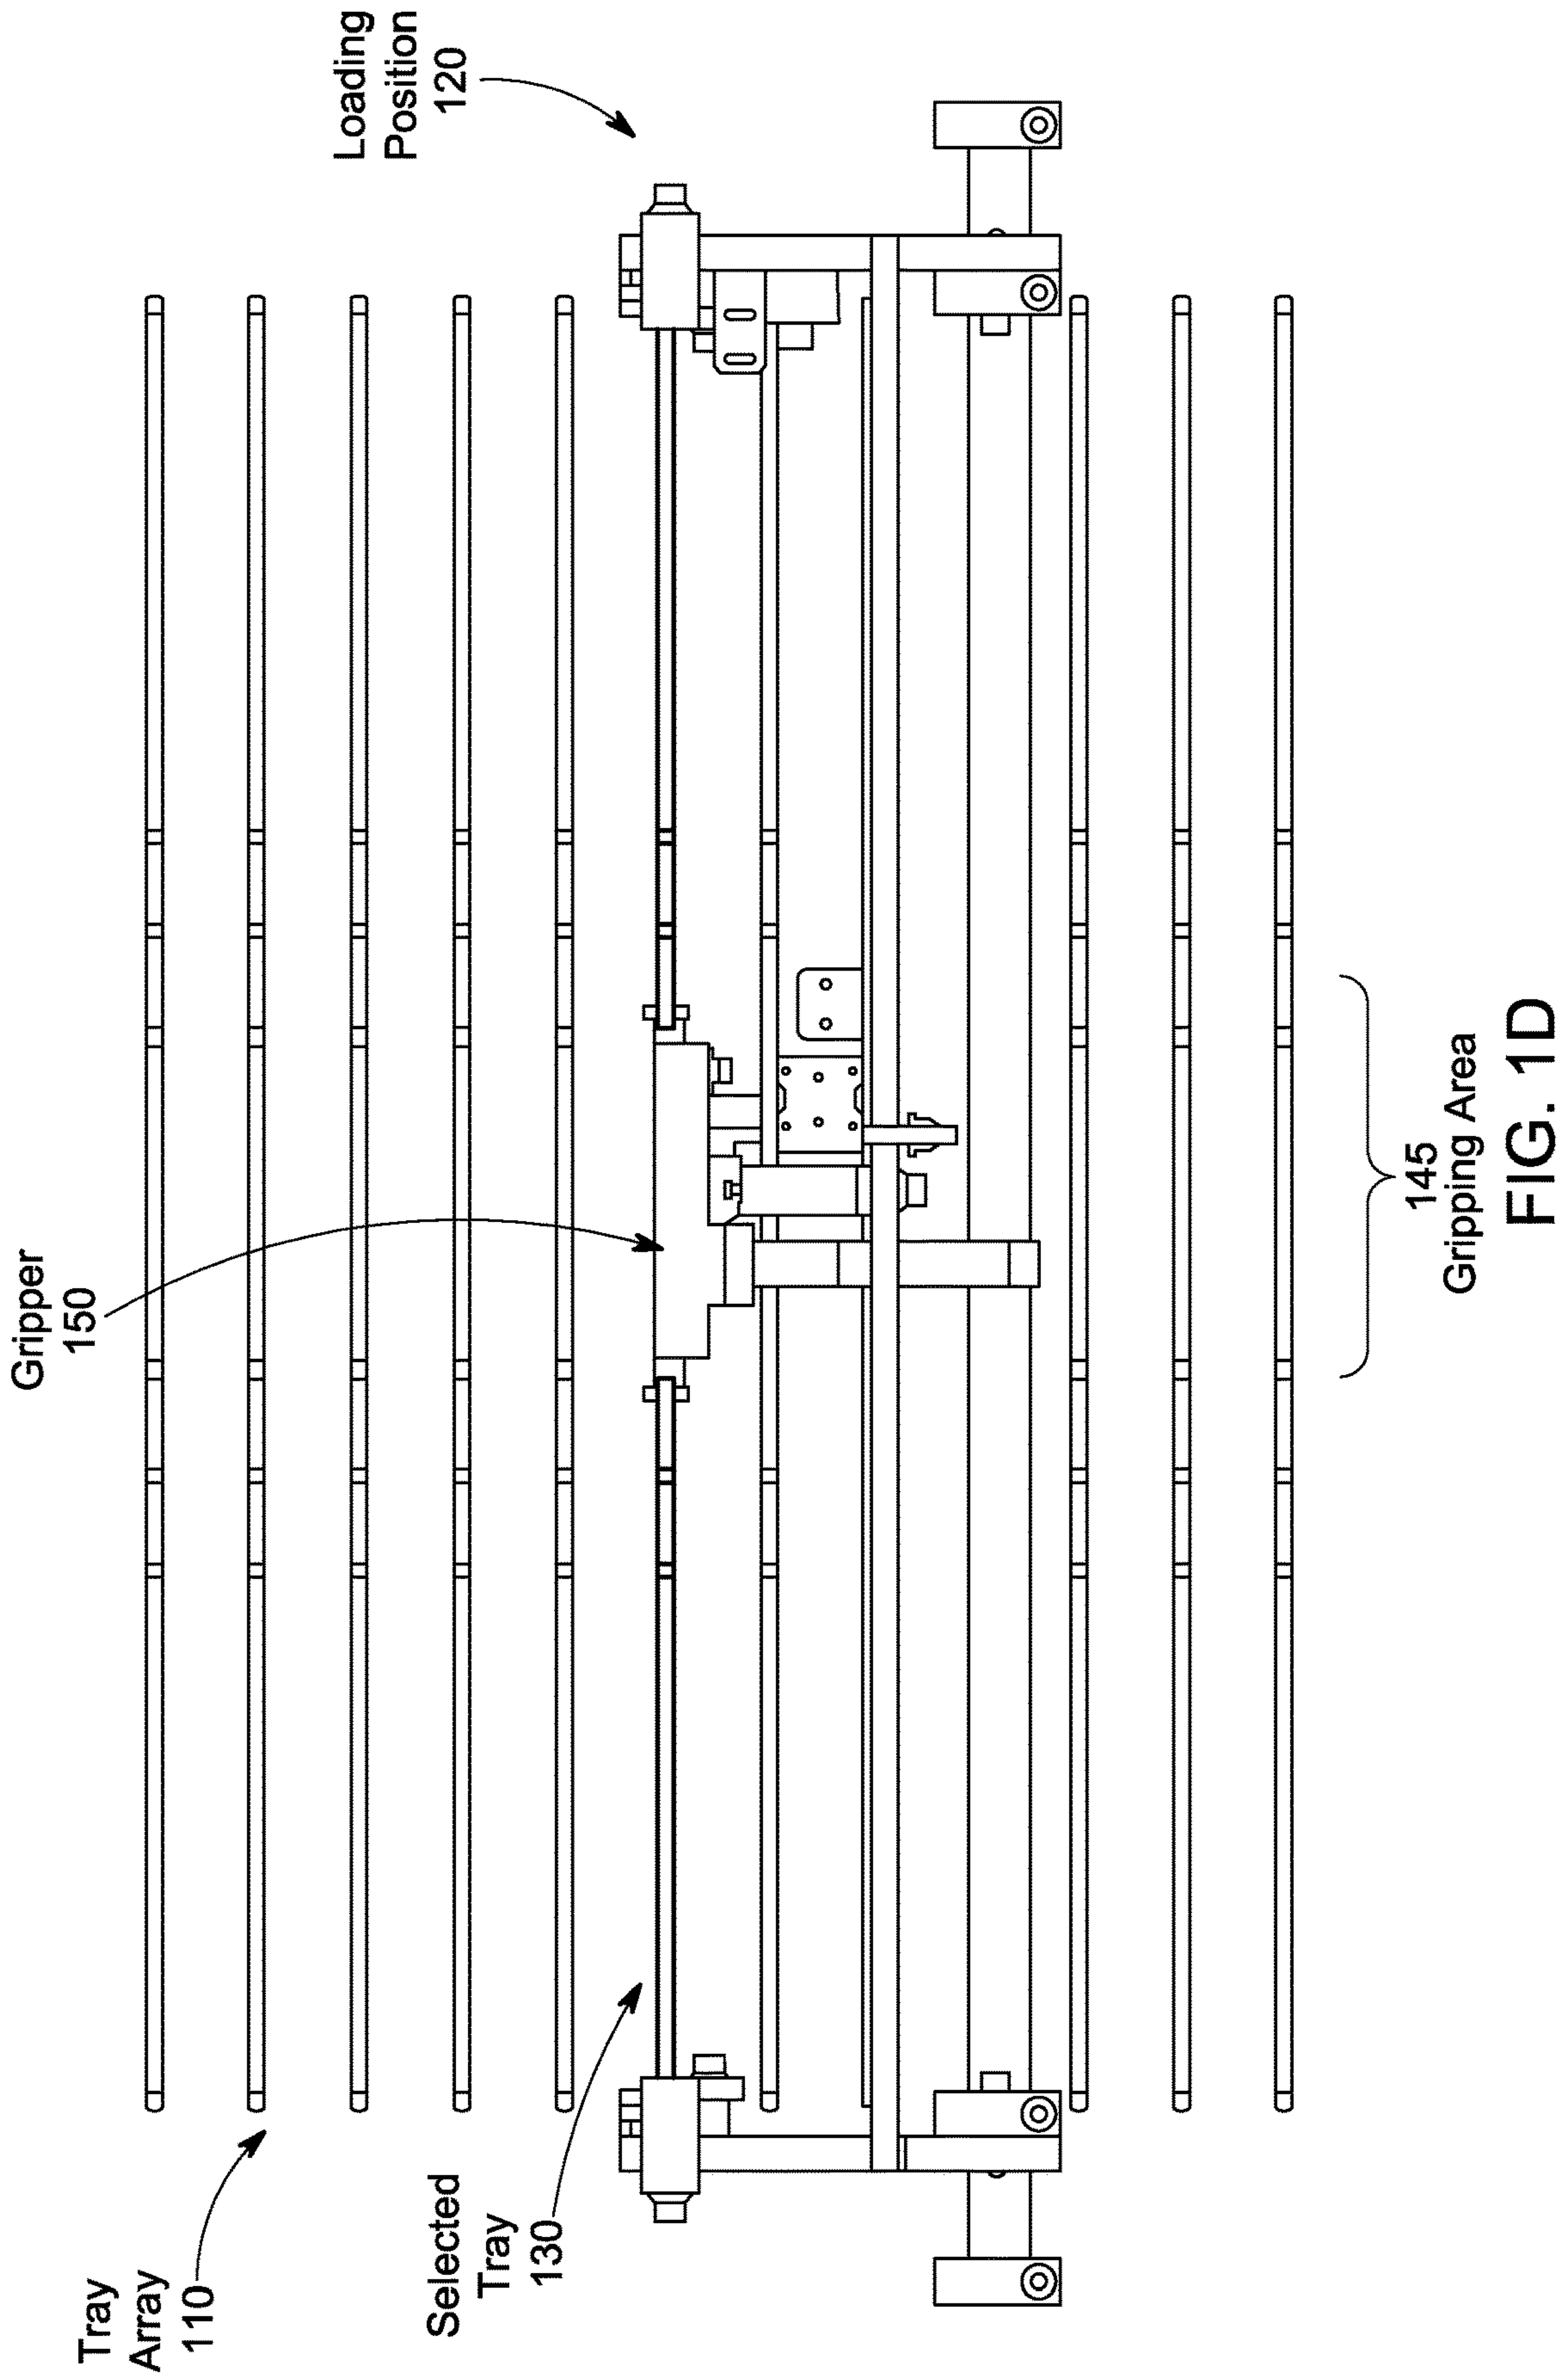 Tray
Array
110
Selected
Tray
130
Gripper
150
Loading
Position
120
145
Gripping Area
FIG. 1D